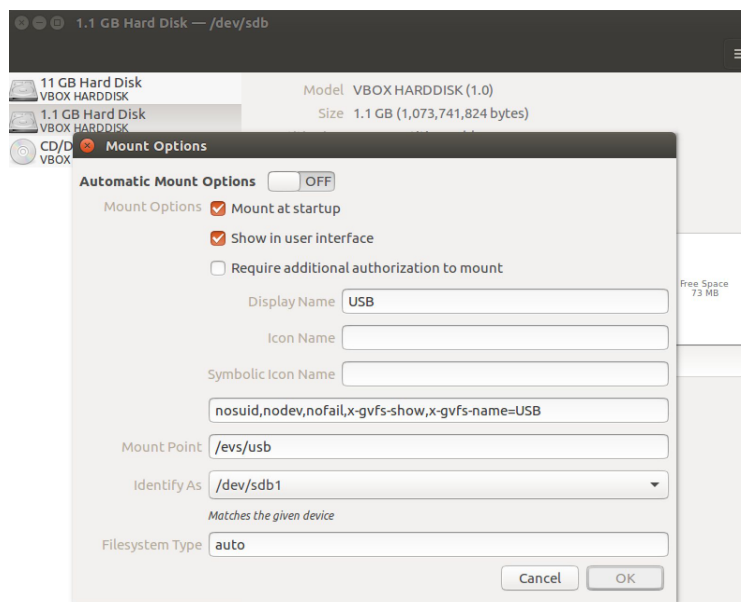 1.1 GB Hard Disk — /dev/sdb
11 GB Hard Disk
VBOX HARDDISK
1.1 GB Hard Disk
VBOX HARDDISK
CD/D
VBOX
Model VBOX HARDDISK (1.0)
Size 1.1 GB (1,073,741,824 bytes)
Mount Options
Automatic Mount Options OFF
Mount Options Mount at startup
Show in user interface
Require additional authorization to mount
Display Name USB
Icon Name
Symbolic Icon Name
nosuid,nodev,nofail,x-gvfs-show,x-gvfs-name=USB
Mount Point /evs/usb
Identify As /dev/sdb1
Matches the given device
Filesystem Type auto
Cancel OK
Free Space
73 MB